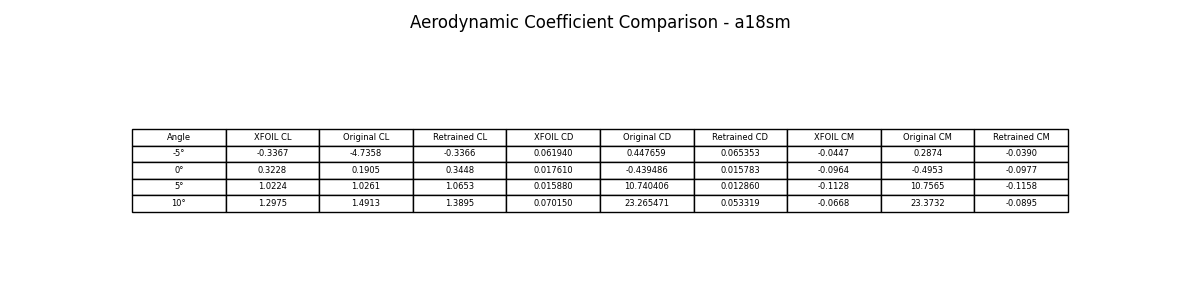 Aerodynamic Coefficient Comparison - a18sm
Angle XFOIL CL Original CL Retrained CL XFOIL CD Original CD Retrained CD XFOIL CM Original CM Retrained CM
-5° -0.3367 -4.7358 -0.3366 0.061940 0.447659 0.065353 -0.0447 0.2874 -0.0390
0° 0.3228 0.1905 0.3448 0.017610 -0.439486 0.015783 -0.0964 -0.4953 -0.0977
5° 1.0224 1.0261 1.0653 0.015880 10.740406 0.012860 -0.1128 10.7565 -0.1158
10° 1.2975 1.4913 1.3895 0.070150 23.265471 0.053319 -0.0668 23.3732 -0.0895